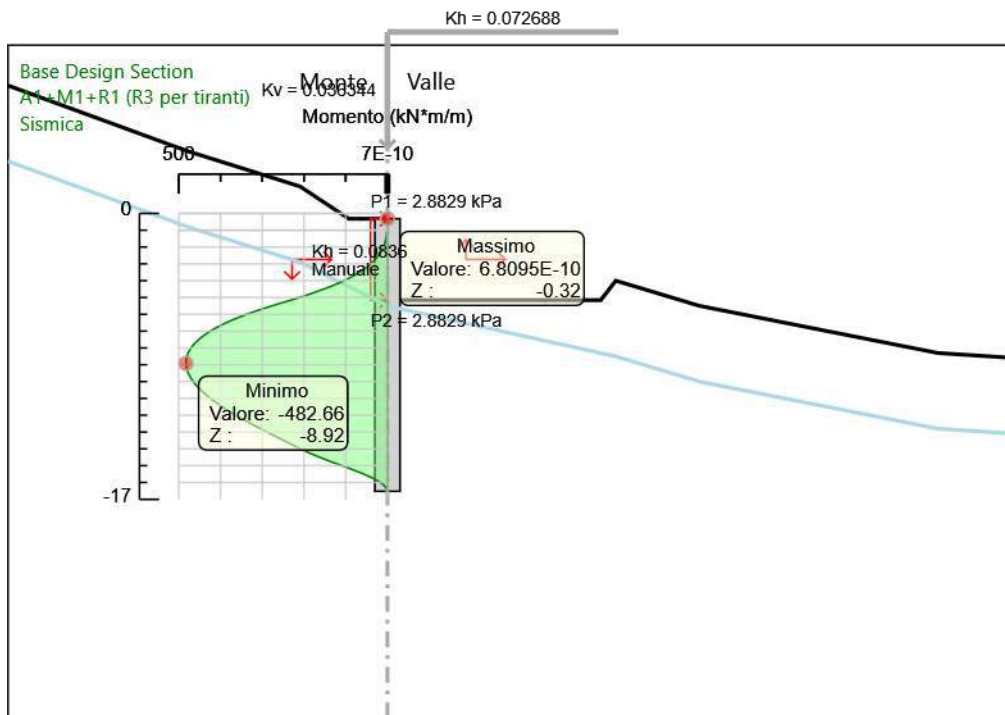 Kh = 0.072688
Base Design Section
A1+M1+R1 (R3 per tiranti)
Sismica
Monte
Valle
Kv = 0.036344
Momento (kN*m/m)
500
7E-10
0
P1 = 2.8829 kPa
Kh = 0.0836
Manuale
Massimo
Valore: 6.8095E-10
Z : -0.32
P2 = 2.8829 kPa
Minimo
Valore: -482.66
Z : -8.92
-17